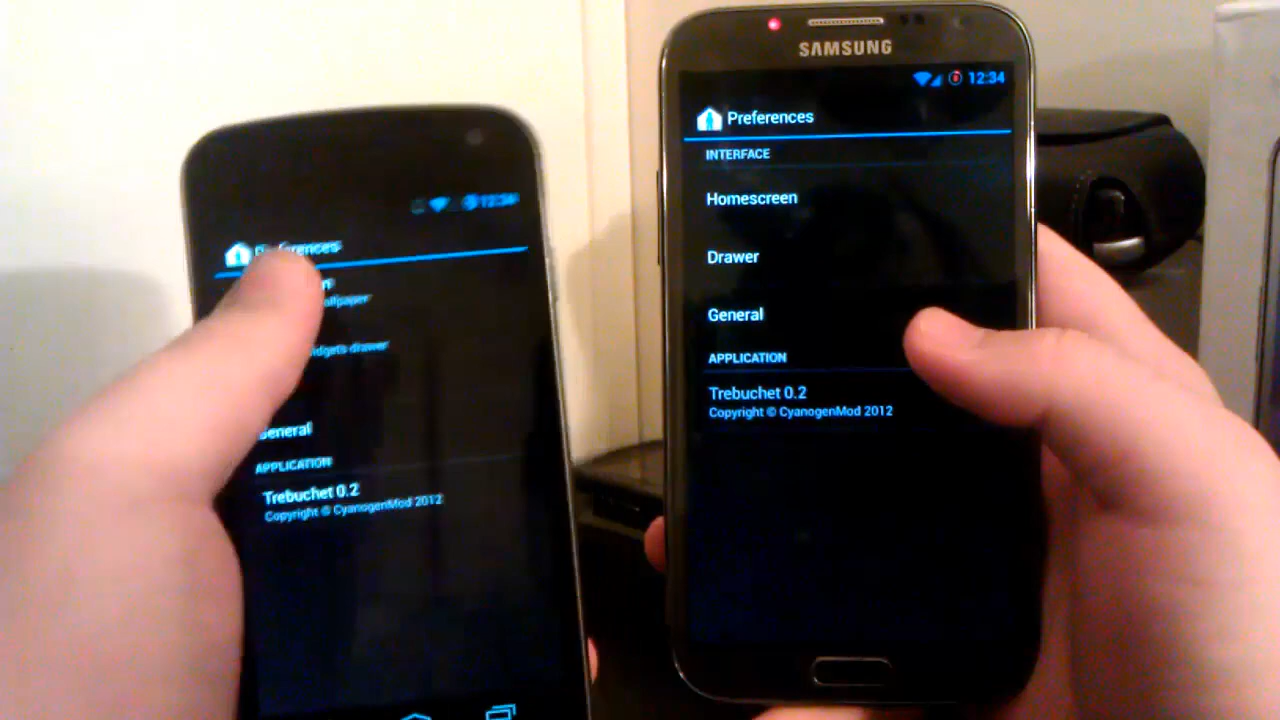 12:34
Preferences
General
APPLICATION
Trebuchet 0.2
Copyright © CyanogenMod 2012
SAMSUNG
12:34
Preferences
INTERFACE
Homescreen
Drawer
General
APPLICATION
Trebuchet 0.2
Copyright © CyanogenMod 2012